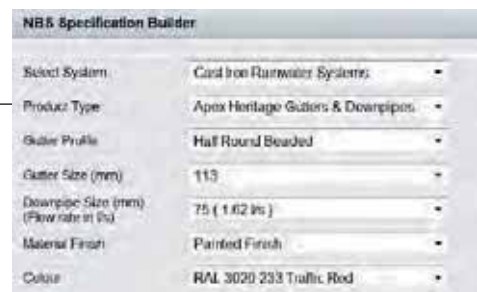 NBS Specification Builder
Select System Cast Iron Rainwater Systems
Product Type Apex Heritage Gutters & Downpipes
Gutter Profile Half Round Beaded
Gutter Size (mm) 113
Downpipe Size (mm) 75 ( 1.62 l/s )
(Flow rate in l/s)
Material Finish Painted Finish
Colour RAL 3020 233 Traffic Red